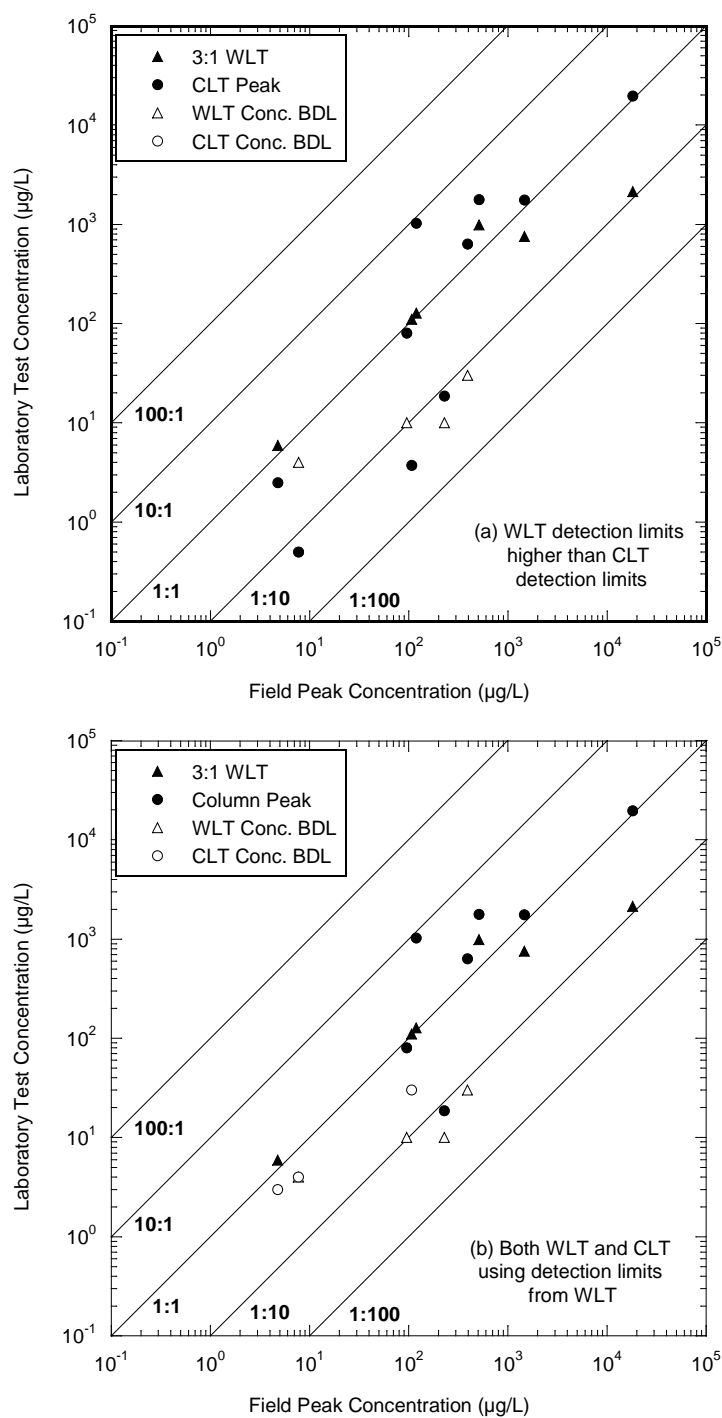 10^5
10^4
10^3
10^2
10^1
10^0
10^-1
Laboratory Test Concentration (µg/L)
3:1 WLT
CLT Peak
WLT Conc. BDL
CLT Conc. BDL
100:1
10:1
1:1
1:10
1:100
(a) WLT detection limits
higher than CLT
detection limits
10^-1 10^0 10^1 10^2 10^3 10^4 10^5
Field Peak Concentration (µg/L)
10^5
10^4
10^3
10^2
10^1
10^0
10^-1
Laboratory Test Concentration (µg/L)
3:1 WLT
Column Peak
WLT Conc. BDL
CLT Conc. BDL
100:1
10:1
1:1
1:10
1:100
(b) Both WLT and CLT
using detection limits
from WLT
10^-1 10^0 10^1 10^2 10^3 10^4 10^5
Field Peak Concentration (µg/L)